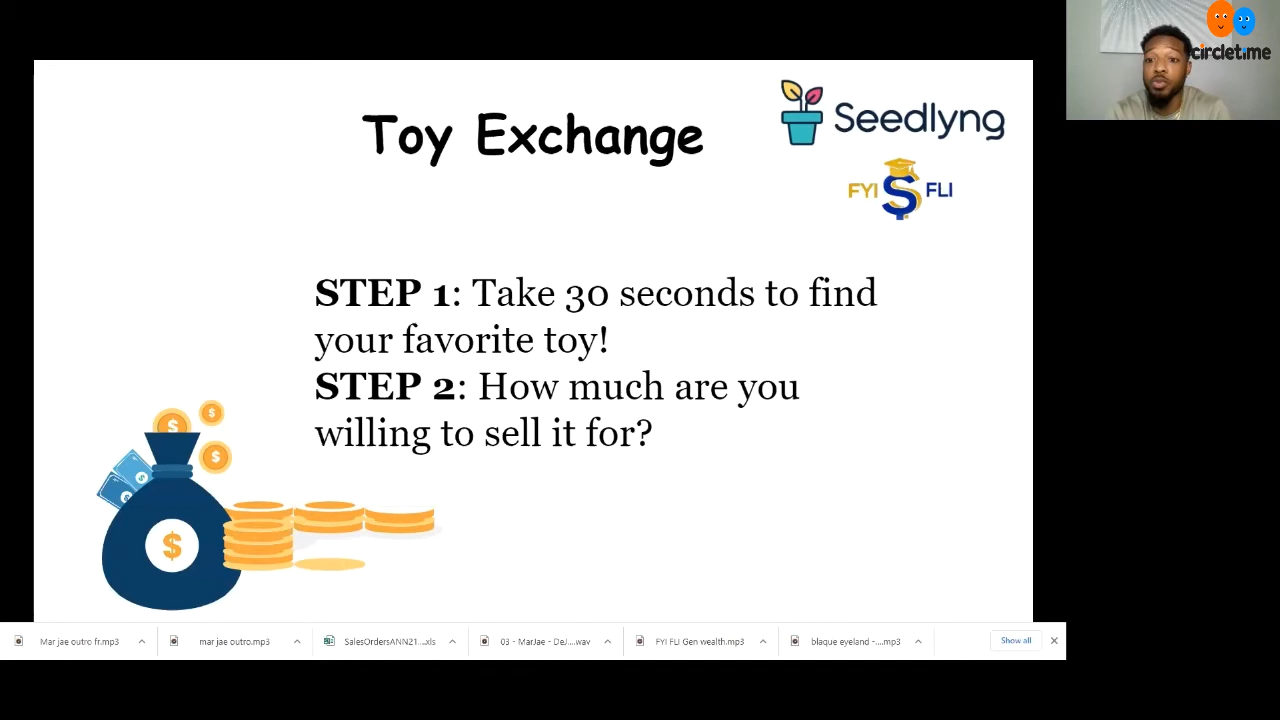 circletime
Toy Exchange
Seedlyng
FYI $ FLI
STEP 1: Take 30 seconds to find
your favorite toy!
STEP 2: How much are you
willing to sell it for?
$
$
$
$
$
$
Mar jae outro fr.mp3
mar jae outro.mp3
SalesOrdersANN21....xls
03 - MarJae - DeJ....wav
FYI FLI Gen wealth.mp3
blaque eyeland -....mp3
Show all